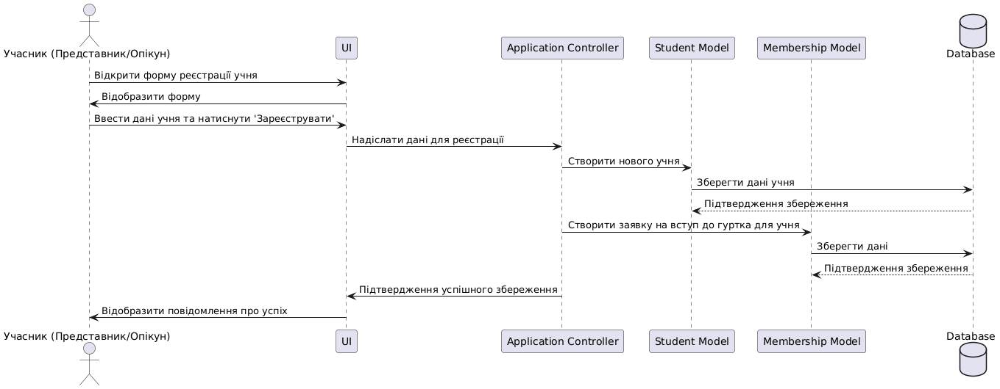 Учасник (Представник/Опікун)
UI
Application Controller
Student Model
Membership Model
Database
Відкрити форму реєстрації учня
Відобразити форму
Ввести дані учня та натиснути 'Зареєструвати'
Надіслати дані для реєстрації
Створити нового учня
Зберегти дані учня
Підтвердження збереження
Створити заявку на вступ до гуртка для учня
Зберегти дані
Підтвердження збереження
Підтвердження успішного збереження
Відобразити повідомлення про успіх
Учасник (Представник/Опікун)
UI
Application Controller
Student Model
Membership Model
Database